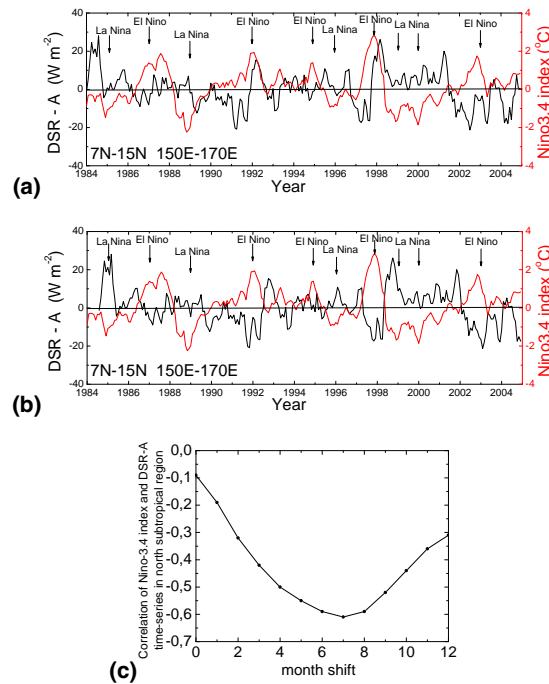 La Nina El Nino La Nina El Nino El Nino La Nina El Nino La Nina El Nino
40 20 0 -20 -40
DSR - A (W m-2)
4 2 0 -2 -4
Nino3.4 index (°C)
7N-15N 150E-170E
1984 1986 1988 1990 1992 1994 1996 1998 2000 2002 2004
Year
(a)
La Nina El Nino La Nina El Nino El Nino La Nina El Nino La Nina El Nino
40 20 0 -20 -40
DSR - A (W m-2)
4 2 0 -2 -4
Nino3.4 index (°C)
7N-15N 150E-170E
1984 1986 1988 1990 1992 1994 1996 1998 2000 2002 2004
Year
(b)
Correlation of Nino-3.4 index and DSR-A
time-series in north subtropical region
0,0
-0,1
-0,2
-0,3
-0,4
-0,5
-0,6
-0,7
0 2 4 6 8 10 12
month shift
(c)